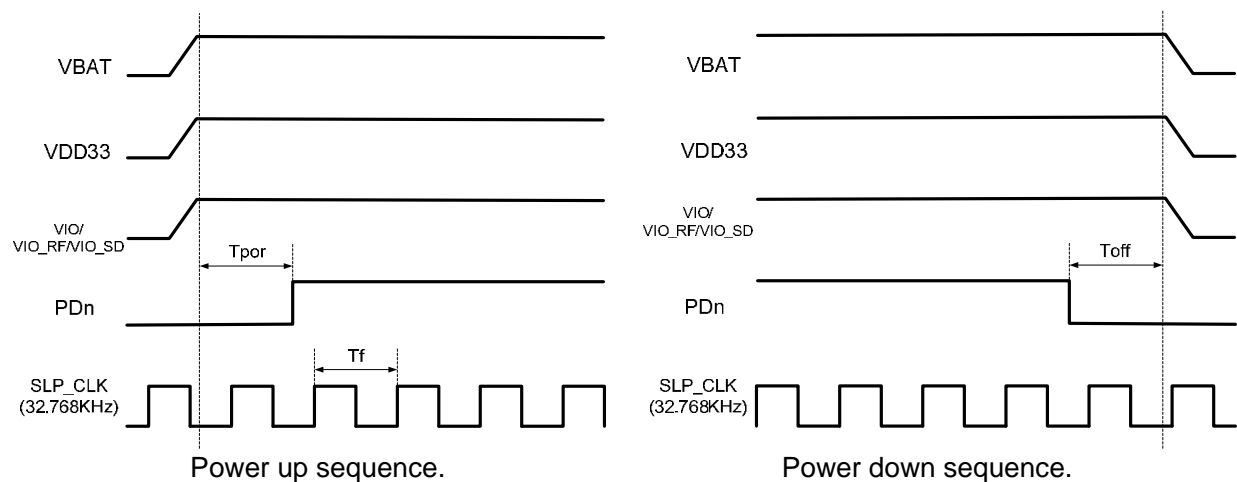 VBAT
VDD33
VIO/
VIO_RF/VIO_SD
Tpor
PDn
Tf
SLP_CLK
(32.768KHz)
Power up sequence.
VBAT
VDD33
VIO/
VIO_RF/VIO_SD
Toff
PDn
SLP_CLK
(32.768KHz)
Power down sequence.